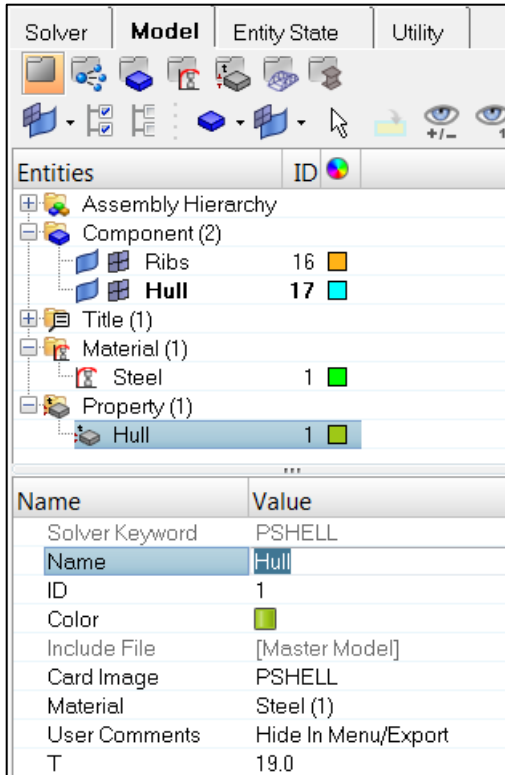 Solver Model Entity State Utility
+/- 1
Entities ID
Assembly Hierarchy
Component (2)
Ribs 16
Hull 17
Title (1)
Material (1)
Steel 1
Property (1)
Hull 1
Name Value
Solver Keyword PSHELL
Name Hull
ID 1
Color
Include File [Master Model]
Card Image PSHELL
Material Steel (1)
User Comments Hide In Menu/Export
T 19.0